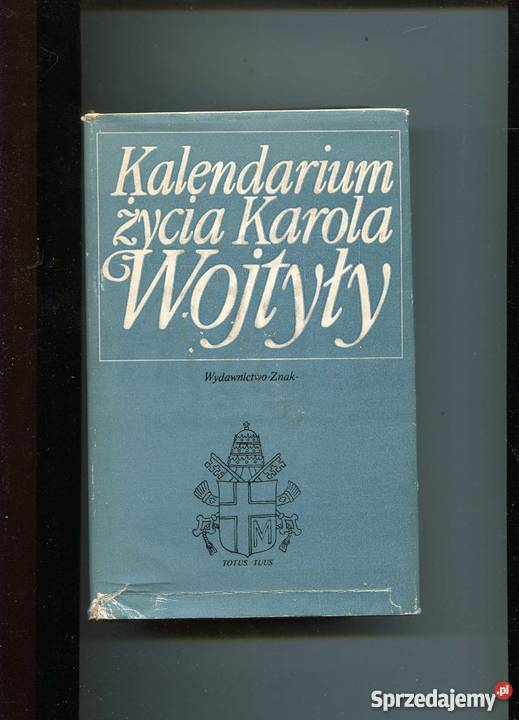 Kalendarium
życia Karola
Wojtyły
Wydawnictwo·Znak·
M
TOTUS TUUS
Sprzedajemy.pl